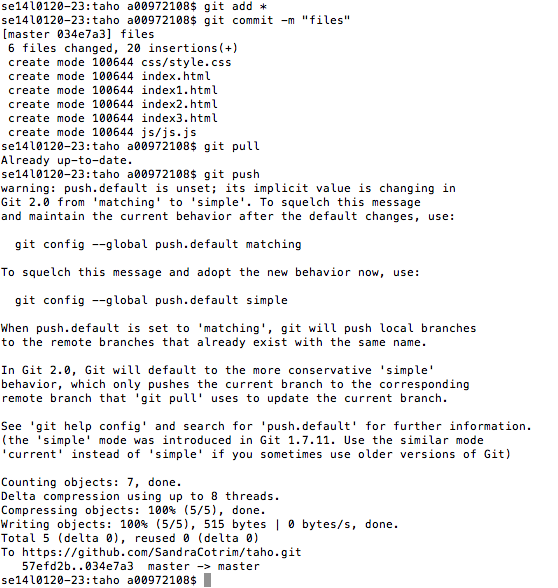 se14l0120-23:taho a00972108$ git add *
se14l0120-23:taho a00972108$ git commit -m "files"
[master 034e7a3] files
 6 files changed, 20 insertions(+)
 create mode 100644 css/style.css
 create mode 100644 index.html
 create mode 100644 index1.html
 create mode 100644 index2.html
 create mode 100644 index3.html
 create mode 100644 js/js.js
se14l0120-23:taho a00972108$ git pull
Already up-to-date.
se14l0120-23:taho a00972108$ git push
warning: push.default is unset; its implicit value is changing in
Git 2.0 from 'matching' to 'simple'. To squelch this message
and maintain the current behavior after the default changes, use:

  git config --global push.default matching

To squelch this message and adopt the new behavior now, use:

  git config --global push.default simple

When push.default is set to 'matching', git will push local branches
to the remote branches that already exist with the same name.

In Git 2.0, Git will default to the more conservative 'simple'
behavior, which only pushes the current branch to the corresponding
remote branch that 'git pull' uses to update the current branch.

See 'git help config' and search for 'push.default' for further information.
(the 'simple' mode was introduced in Git 1.7.11. Use the similar mode
'current' instead of 'simple' if you sometimes use older versions of Git)

Counting objects: 7, done.
Delta compression using up to 8 threads.
Compressing objects: 100% (5/5), done.
Writing objects: 100% (5/5), 515 bytes | 0 bytes/s, done.
Total 5 (delta 0), reused 0 (delta 0)
To https://github.com/SandraCotrim/taho.git
   57efd2b..034e7a3  master -> master
se14l0120-23:taho a00972108$